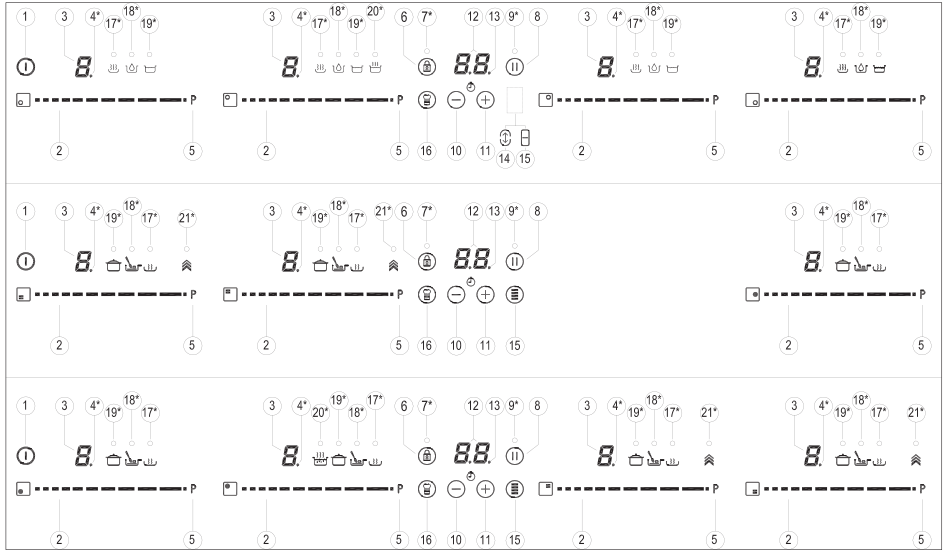 1 3 4* 17* 18* 19* 3 4* 17* 18* 19* 20* 6 7* 12 13 9* 8 3 4* 17* 18* 19* 3 4* 17* 18* 19*
8. 8. 8.8. 8. 8.
P P P P
14 15
2 5 2 5 16 10 11 2 5 2 5
1 3 4* 19* 18* 17* 21* 3 4* 19* 18* 17* 21* 6 7* 12 13 9* 8 3 4* 19* 18* 17*
8. 8. 8.8. 8.
P P P
2 5 2 5 16 10 11 15 2 5
1 3 4* 19* 18* 17* 3 4* 20* 19* 18* 17* 6 7* 12 13 9* 8 3 4* 19* 18* 17* 21* 3 4* 19* 18* 17* 21*
8. 8. 8.8. 8. 8.
P P P P
2 5 2 5 16 10 11 15 2 5 2 5